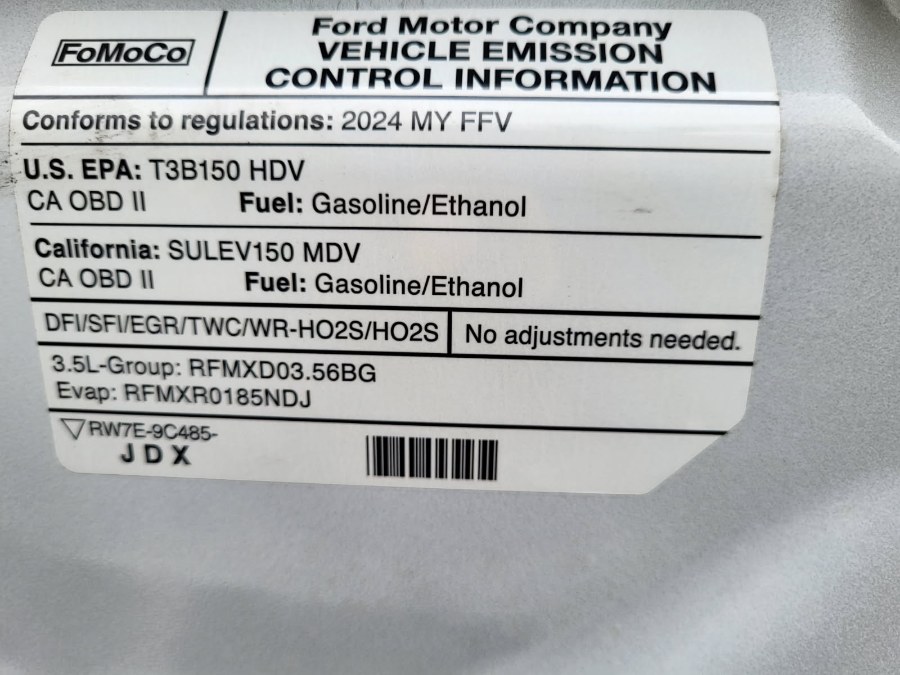 FoMoCo
Ford Motor Company
VEHICLE EMISSION
CONTROL INFORMATION
Conforms to regulations: 2024 MY FFV
U.S. EPA: T3B150 HDV
CA OBD II Fuel: Gasoline/Ethanol
California: SULEV150 MDV
CA OBD II Fuel: Gasoline/Ethanol
DFI/SFI/EGR/TWC/WR-HO2S/HO2S No adjustments needed.
3.5L-Group: RFMXD03.56BG
Evap: RFMXR0185NDJ
RW7E-9C485-
JDX